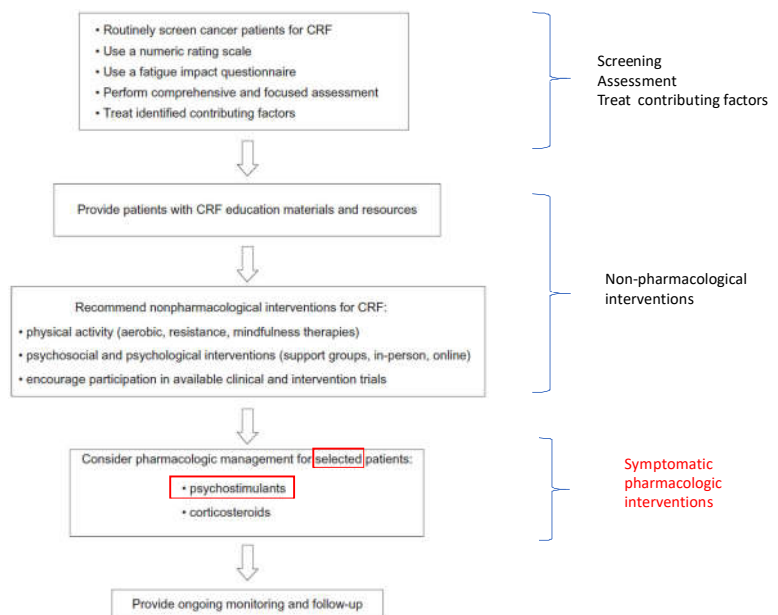 • Routinely screen cancer patients for CRF
• Use a numeric rating scale
• Use a fatigue impact questionnaire
• Perform comprehensive and focused assessment
• Treat identified contributing factors
Screening
Assessment
Treat contributing factors
Provide patients with CRF education materials and resources
Non-pharmacological
interventions
Recommend nonpharmacological interventions for CRF:
• physical activity (aerobic, resistance, mindfulness therapies)
• psychosocial and psychological interventions (support groups, in-person, online)
• encourage participation in available clinical and intervention trials
Consider pharmacologic management for selected patients:
• psychostimulants
• corticosteroids
Symptomatic
pharmacologic
interventions
Provide ongoing monitoring and follow-up